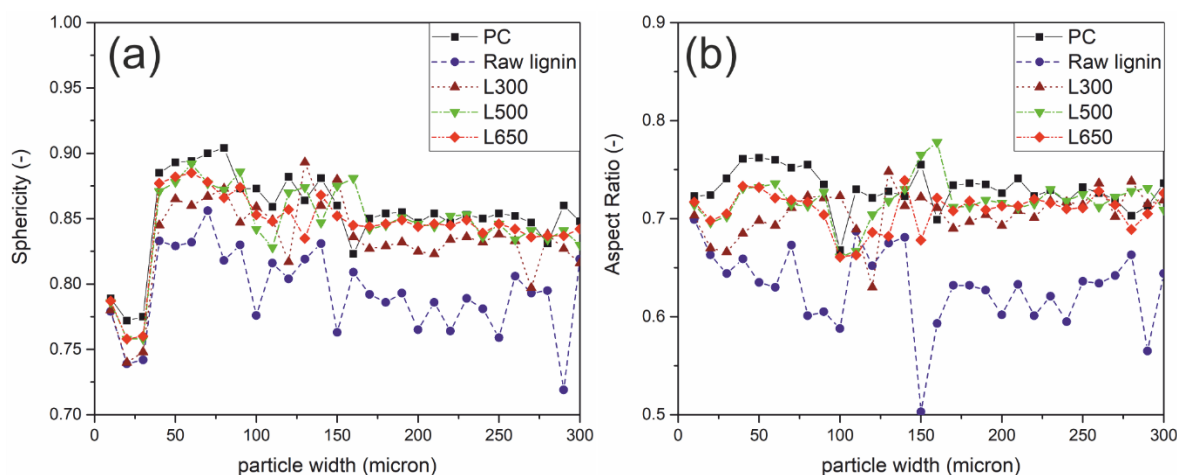 (a)
PC
Raw lignin
L300
L500
L650
Sphericity (-)
1.00
0.95
0.90
0.85
0.80
0.75
0.70
0 50 100 150 200 250 300
particle width (micron)
(b)
PC
Raw lignin
L300
L500
L650
Aspect Ratio (-)
0.9
0.8
0.7
0.6
0.5
0 50 100 150 200 250 300
particle width (micron)